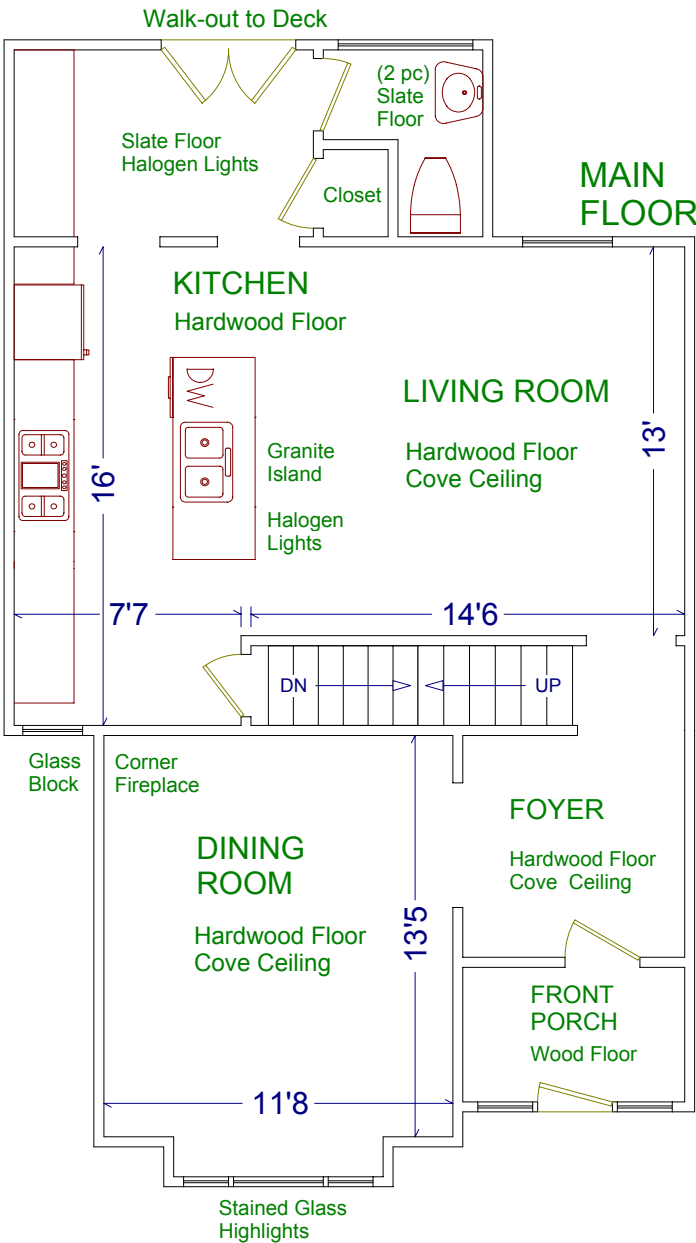 Walk-out to Deck
(2 pc)
Slate
Floor
Slate Floor
Halogen Lights
Closet
MAIN
FLOOR
KITCHEN
Hardwood Floor
DW
LIVING ROOM
Hardwood Floor
Cove Ceiling
13'
16'
Granite
Island
Halogen
Lights
7'7
14'6
DN
UP
Glass
Block
Corner
Fireplace
FOYER
Hardwood Floor
Cove Ceiling
DINING
ROOM
Hardwood Floor
Cove Ceiling
13'5
FRONT
PORCH
Wood Floor
11'8
Stained Glass
Highlights